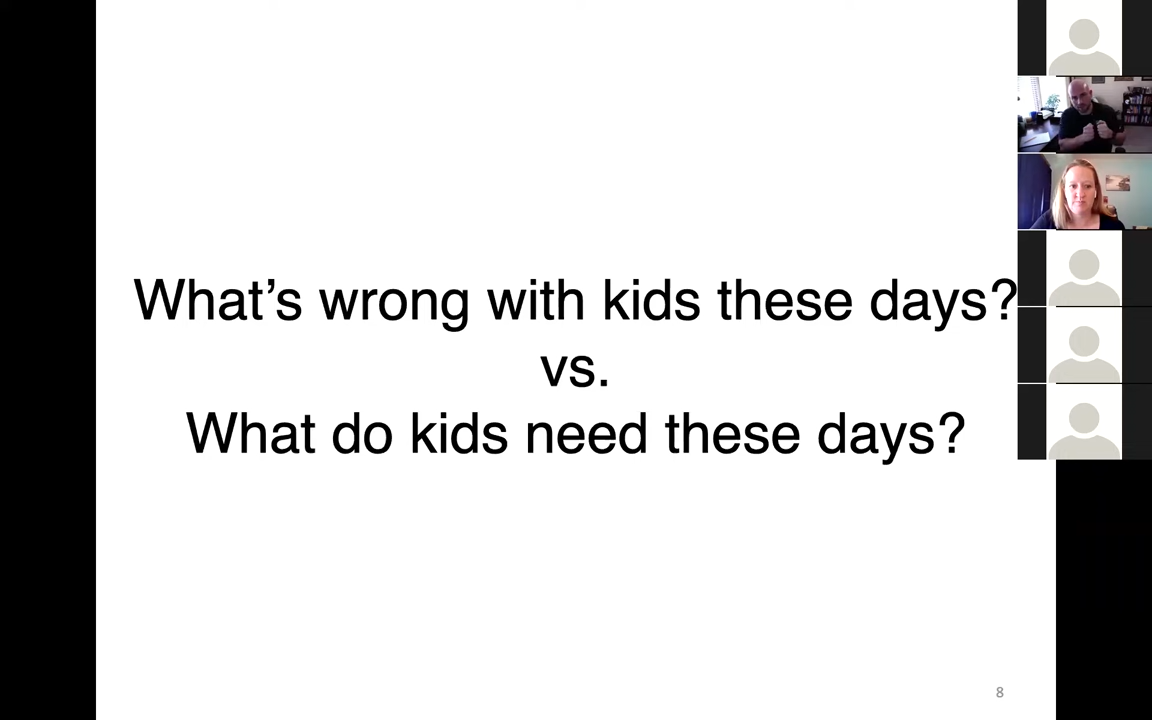 What’s wrong with kids these days?
vs.
What do kids need these days?
8